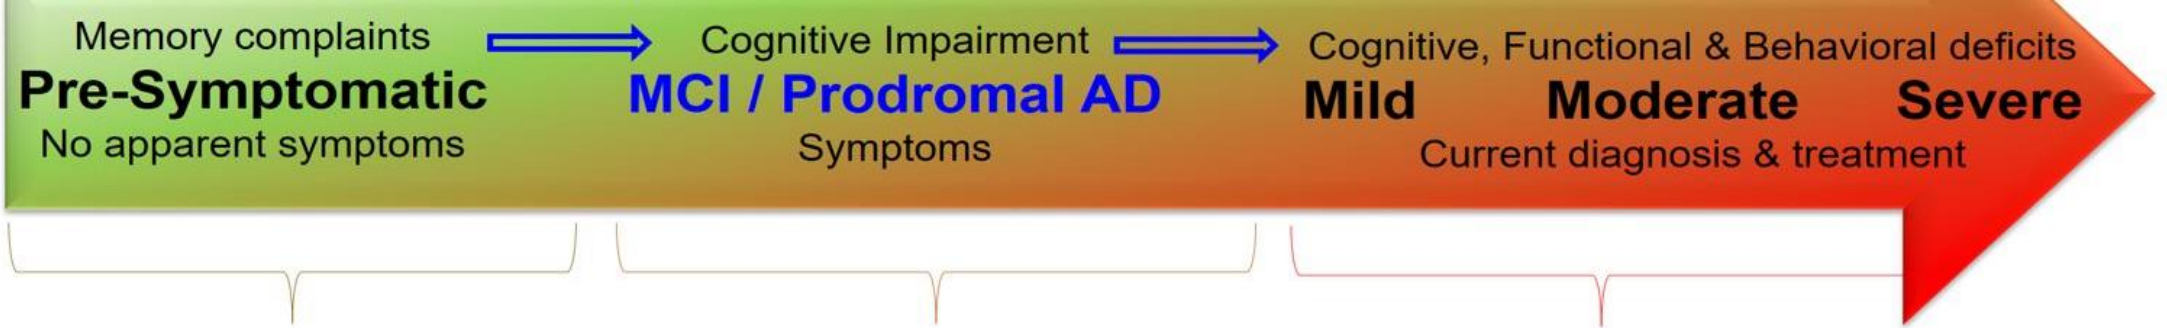 Memory complaints
Pre-Symptomatic
No apparent symptoms
Cognitive Impairment
MCI / Prodromal AD
Symptoms
Cognitive, Functional & Behavioral deficits
Mild Moderate Severe
Current diagnosis & treatment